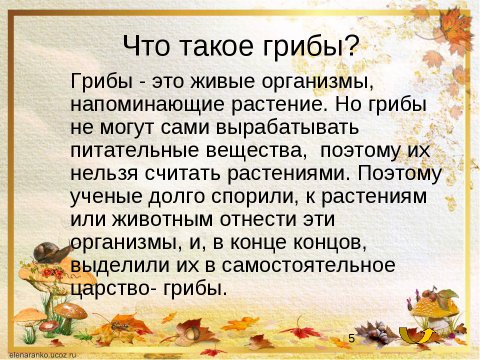 Что такое грибы?
Грибы - это живые организмы,
напоминающие растение. Но грибы
не могут сами вырабатывать
питательные вещества,  поэтому их
нельзя считать растениями. Поэтому
ученые долго спорили, к растениям
или животным отнести эти
организмы, и, в конце концов,
выделили их в самостоятельное
царство- грибы.
5
elenaranko.ucoz.ru